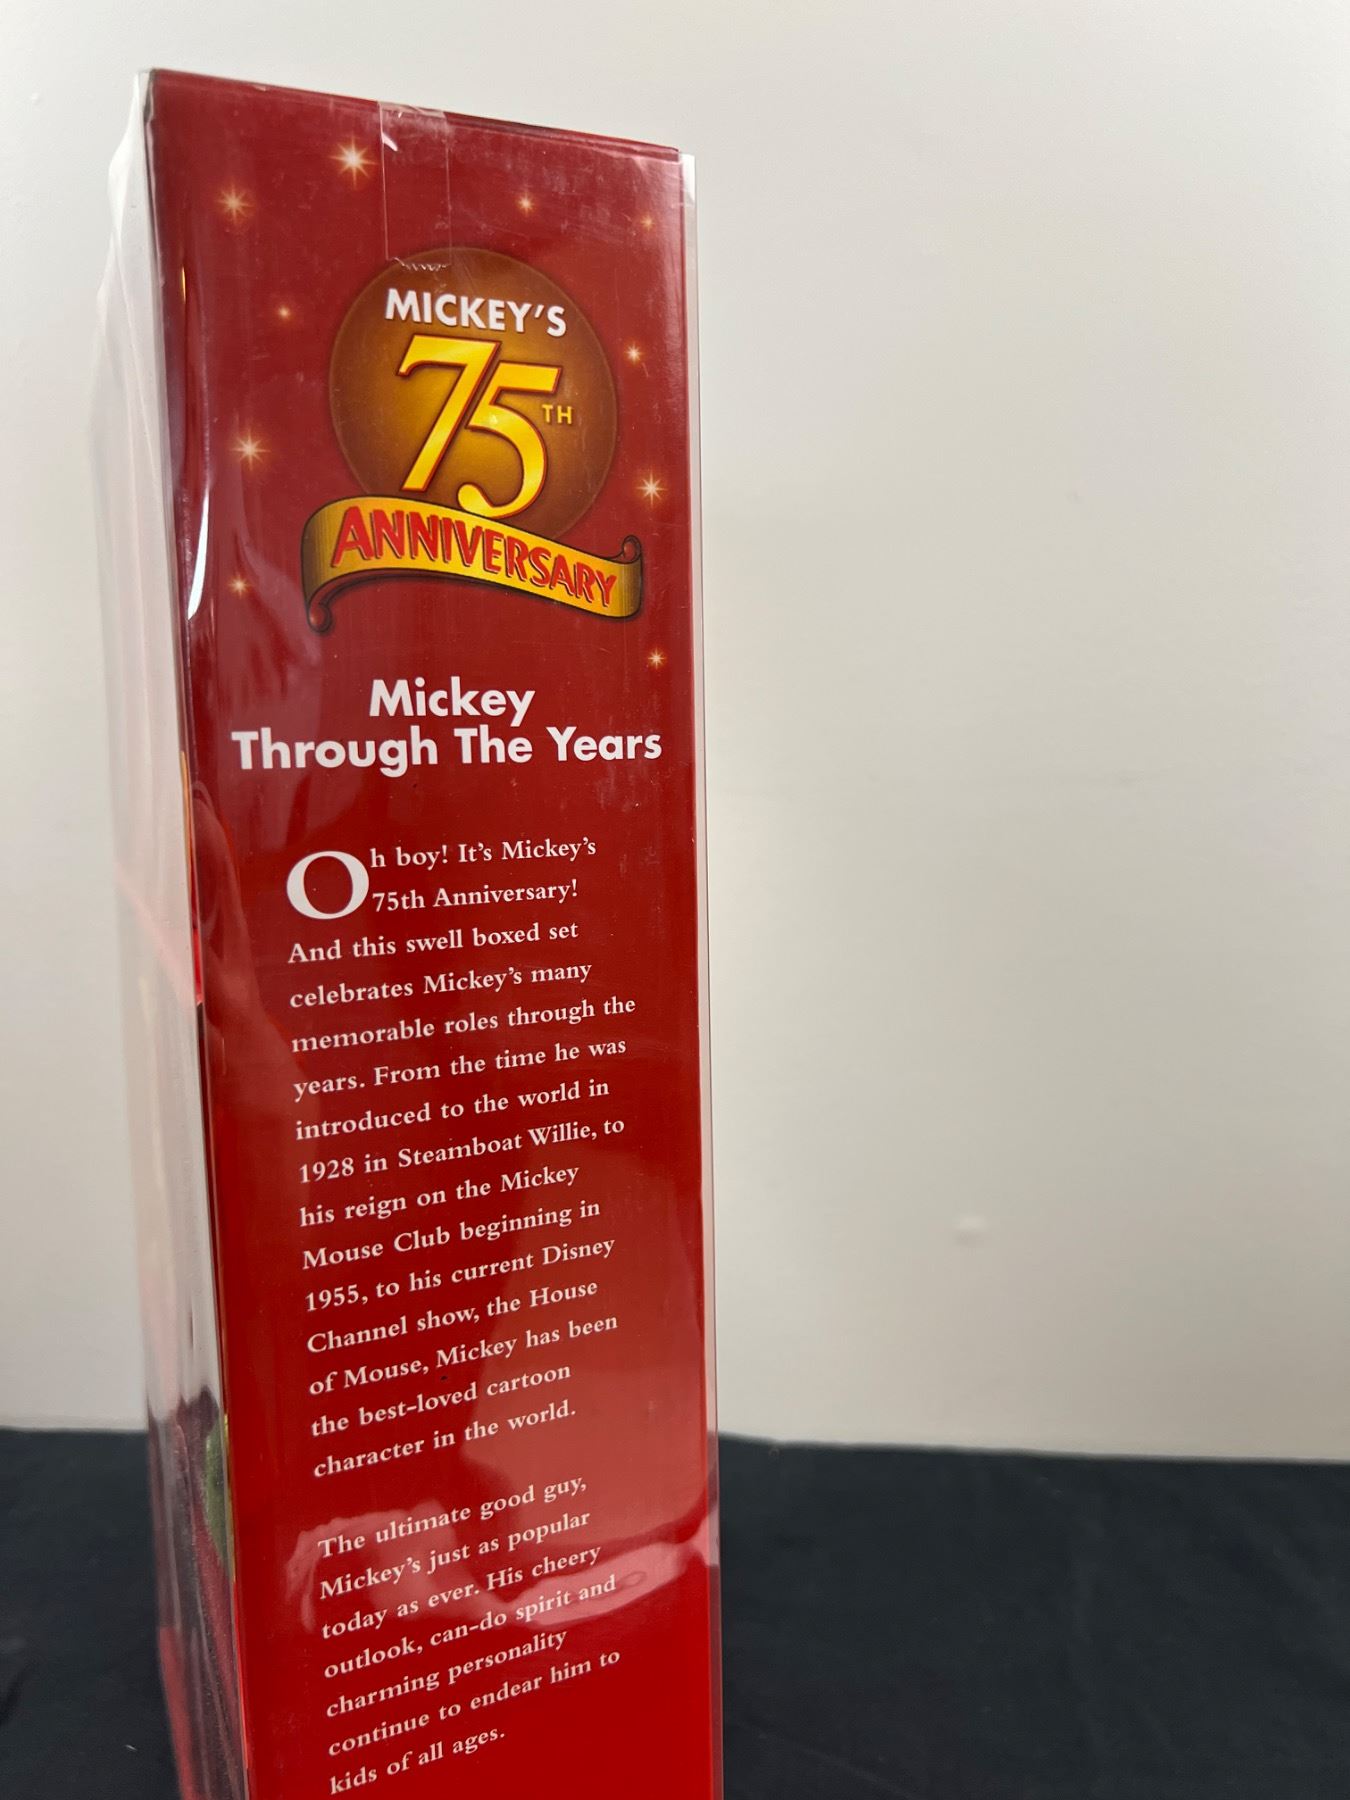 MICKEY'S
75TH
ANNIVERSARY
Mickey
Through The Years
Oh boy! It's Mickey's
75th Anniversary!
And this swell boxed set
celebrates Mickey's many
memorable roles through the
years. From the time he was
introduced to the world in
1928 in Steamboat Willie, to
his reign on the Mickey
Mouse Club beginning in
1955, to his current Disney
Channel show, the House
of Mouse, Mickey has been
the best-loved cartoon
character in the world.
The ultimate good guy,
Mickey's just as popular
today as ever. His cheery
outlook, can-do spirit and
charming personality
continue to endear him to
kids of all ages.